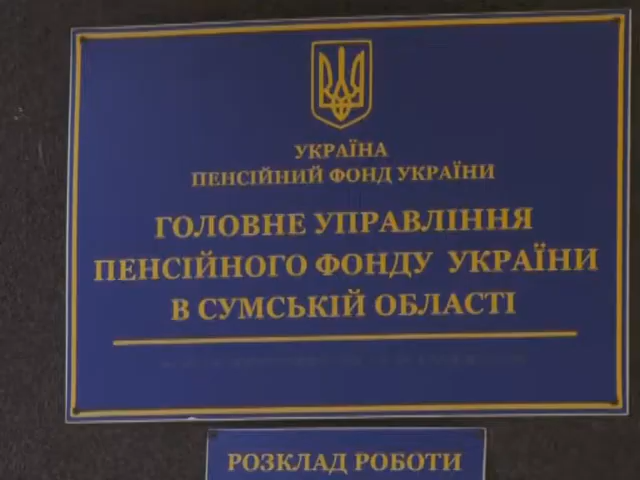 УКРАЇНА
ПЕНСІЙНИЙ ФОНД УКРАЇНИ
ГОЛОВНЕ УПРАВЛІННЯ
ПЕНСІЙНОГО ФОНДУ УКРАЇНИ
В СУМСЬКІЙ ОБЛАСТІ
РОЗКЛАД РОБОТИ